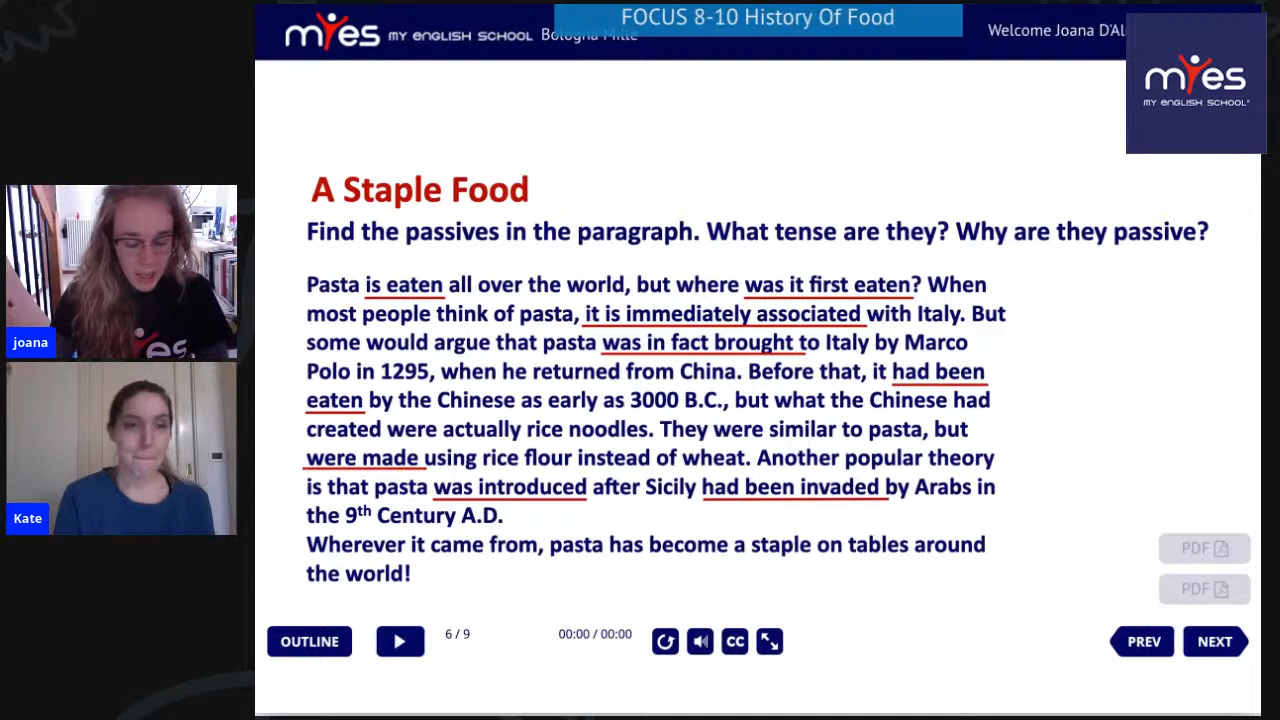 FOCUS 8-10 History Of Food
myes MY ENGLISH SCHOOL Bologna Mille
Welcome Joana D'Al
myes
MY ENGLISH SCHOOL
A Staple Food
Find the passives in the paragraph. What tense are they? Why are they passive?
Pasta is eaten all over the world, but where was it first eaten? When
most people think of pasta, it is immediately associated with Italy. But
some would argue that pasta was in fact brought to Italy by Marco
Polo in 1295, when he returned from China. Before that, it had been
eaten by the Chinese as early as 3000 B.C., but what the Chinese had
created were actually rice noodles. They were similar to pasta, but
were made using rice flour instead of wheat. Another popular theory
is that pasta was introduced after Sicily had been invaded by Arabs in
the 9th Century A.D.
Wherever it came from, pasta has become a staple on tables around
the world!
joana
es
Kate
PDF
PDF
OUTLINE
6 / 9
00:00 / 00:00
CC
PREV
NEXT